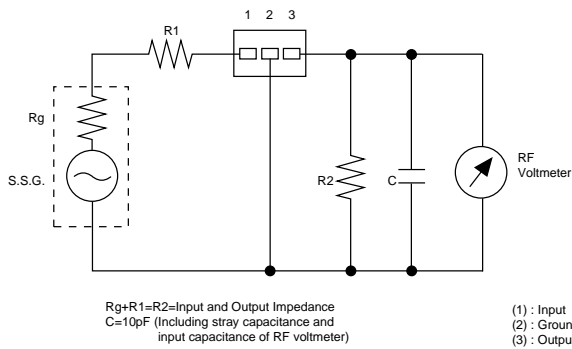 1 2 3
R1
Rg
S.S.G.
R2
C
RF
Voltmeter
Rg+R1=R2=Input and Output Impedance
C=10pF (Including stray capacitance and
input capacitance of RF voltmeter)
(1) : Input
(2) : Groun
(3) : Outpu